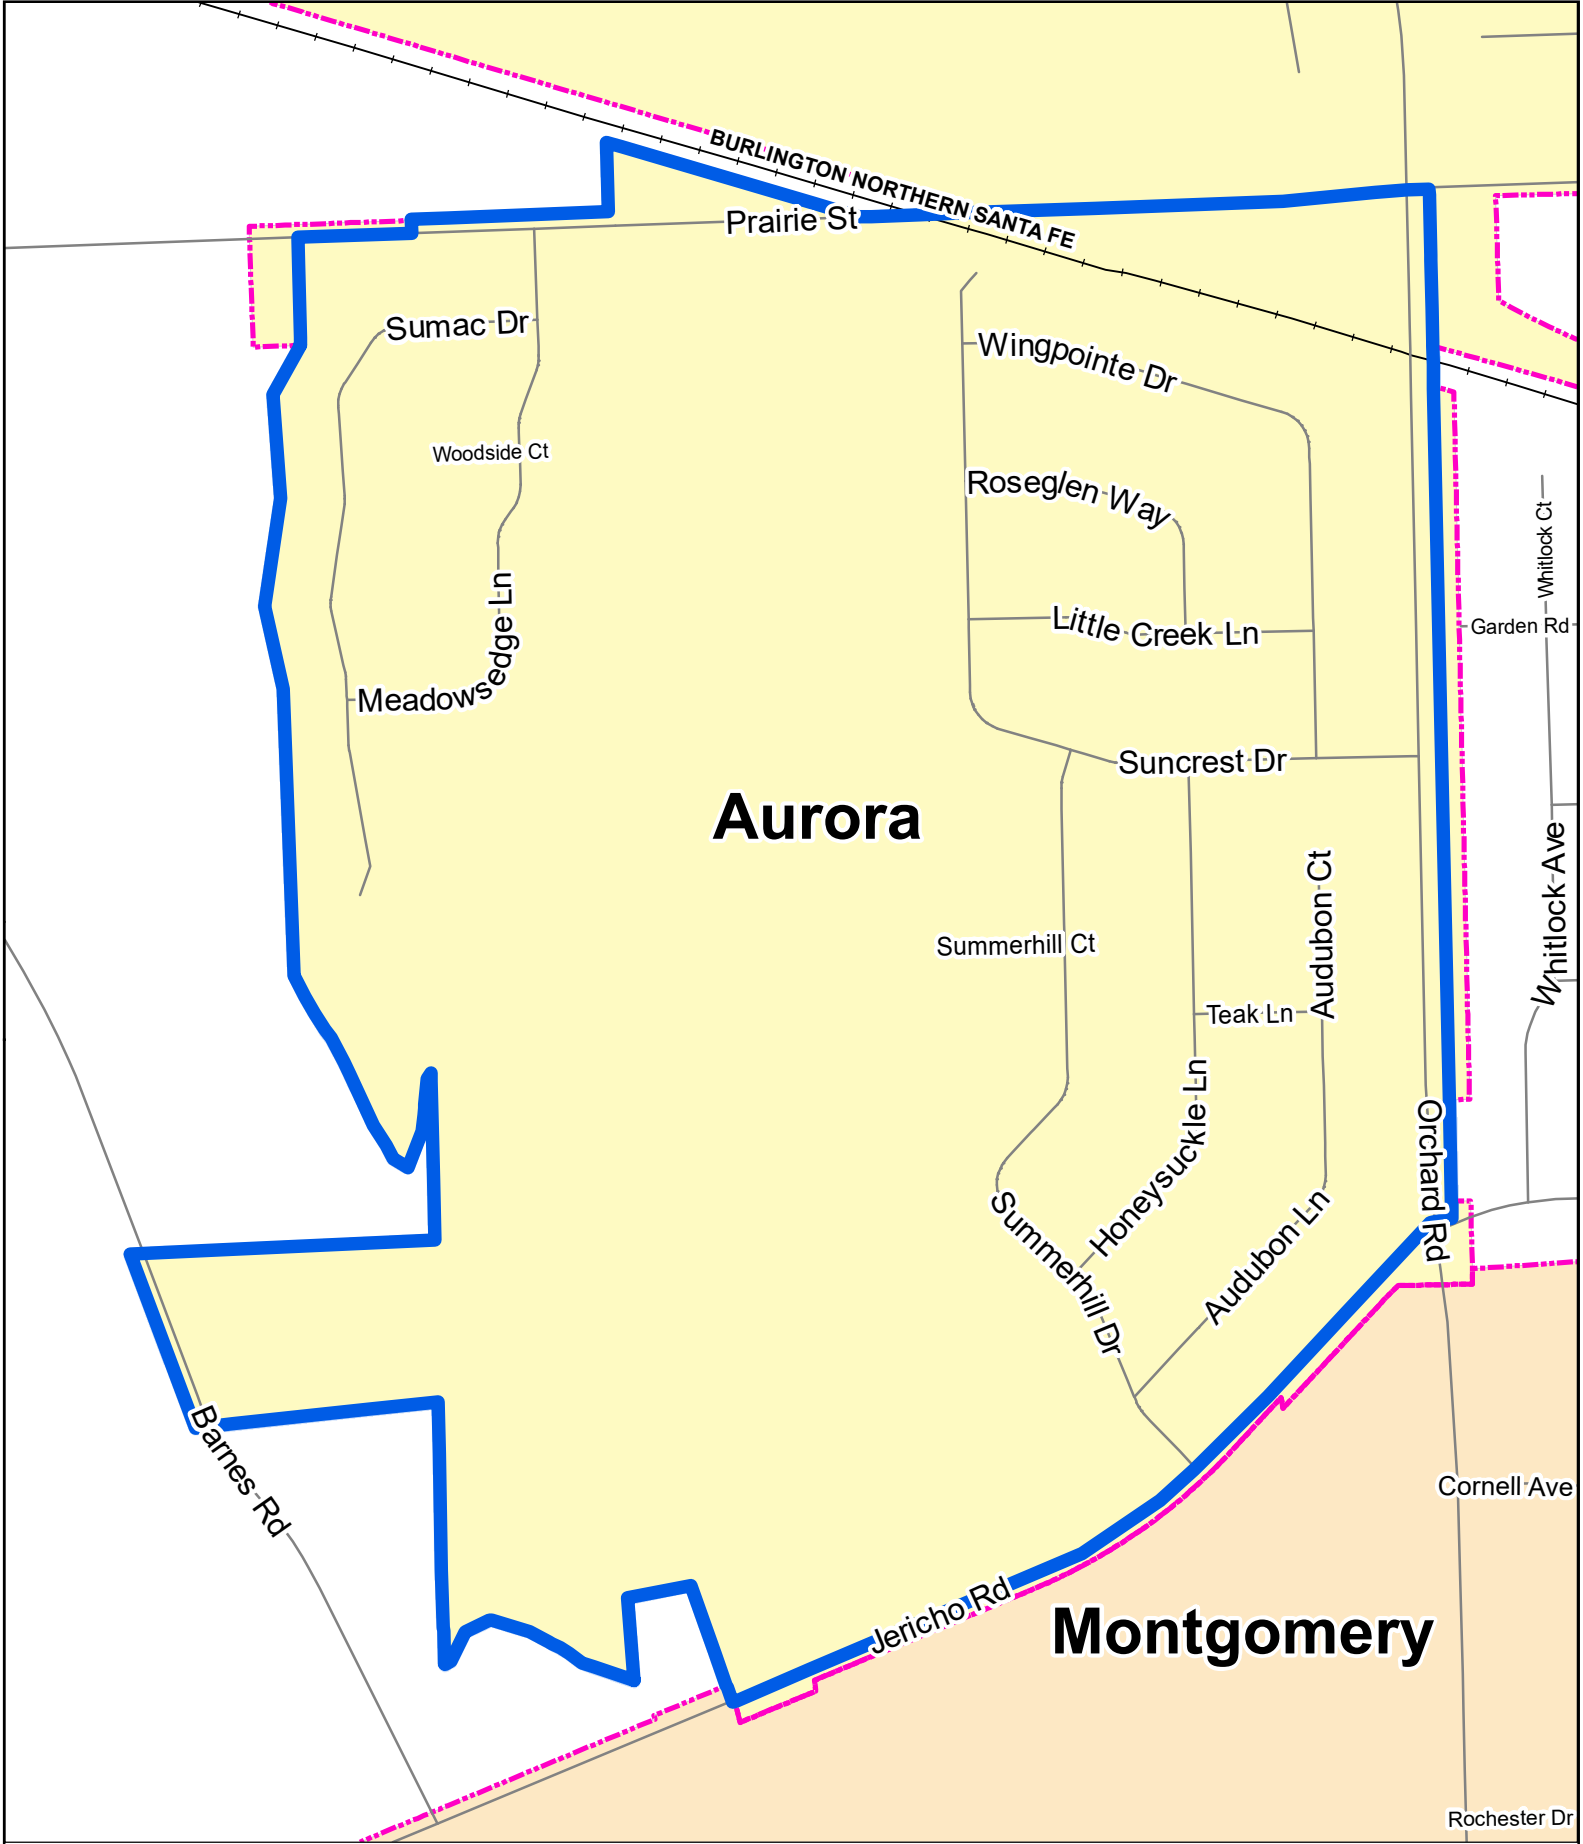 BURLINGTON NORTHERN SANTA FE
Prairie St
Sumac Dr
Wingpointe Dr
Woodside Ct
Roseglen Way
Whitlock Ct
Meadowsedge Ln
Little Creek Ln
Garden Rd
Suncrest Dr
Aurora
Whitlock Ave
Audubon Ct
Summerhill Ct
Teak Ln
Honeysuckle Ln
Orchard Rd
Summerhill Dr
Audubon Ln
Barnes Rd
Cornell Ave
Jericho Rd
Montgomery
Rochester Dr